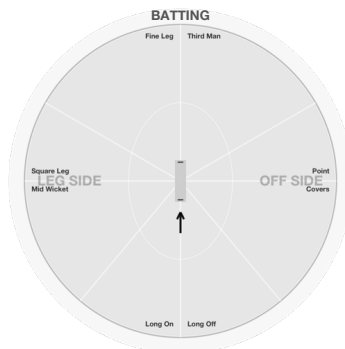 BATTING
Fine Leg
Third Man
Square Leg
Point
LEG SIDE
OFF SIDE
Mid Wicket
Covers
Long On
Long Off